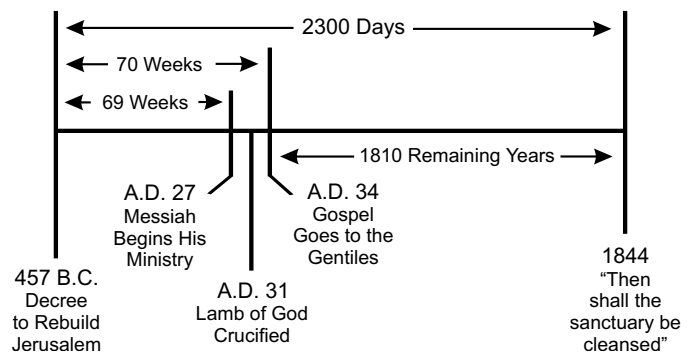 2300 Days
70 Weeks
69 Weeks
1810 Remaining Years
A.D. 27
Messiah
Begins His
Ministry
A.D. 34
Gospel
Goes to the
Gentiles
457 B.C.
Decree
to Rebuild
Jerusalem
A.D. 31
Lamb of God
Crucified
1844
“Then
shall the
sanctuary be
cleansed”